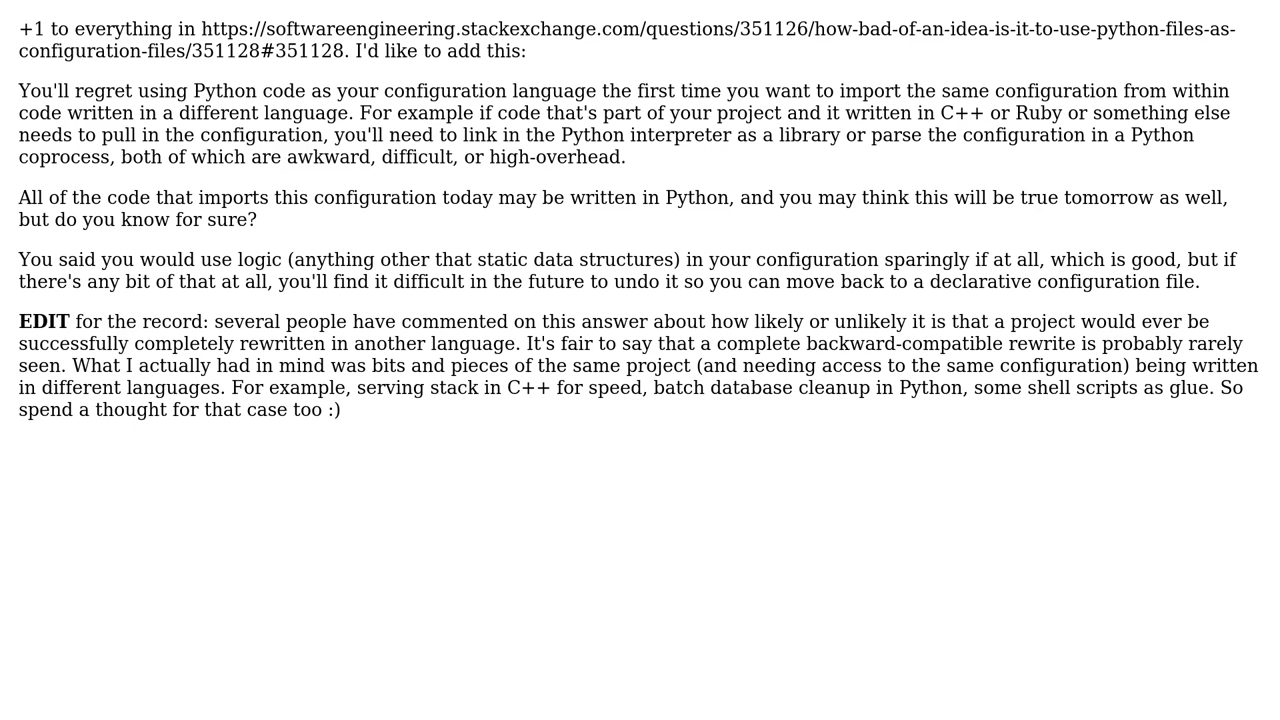 +1 to everything in https://softwareengineering.stackexchange.com/questions/351126/how-bad-of-an-idea-is-it-to-use-python-files-as-
configuration-files/351128#351128. I'd like to add this:
You'll regret using Python code as your configuration language the first time you want to import the same configuration from within
code written in a different language. For example if code that's part of your project and it written in C++ or Ruby or something else
needs to pull in the configuration, you'll need to link in the Python interpreter as a library or parse the configuration in a Python
coprocess, both of which are awkward, difficult, or high-overhead.
All of the code that imports this configuration today may be written in Python, and you may think this will be true tomorrow as well,
but do you know for sure?
You said you would use logic (anything other that static data structures) in your configuration sparingly if at all, which is good, but if
there's any bit of that at all, you'll find it difficult in the future to undo it so you can move back to a declarative configuration file.
EDIT for the record: several people have commented on this answer about how likely or unlikely it is that a project would ever be
successfully completely rewritten in another language. It's fair to say that a complete backward-compatible rewrite is probably rarely
seen. What I actually had in mind was bits and pieces of the same project (and needing access to the same configuration) being written
in different languages. For example, serving stack in C++ for speed, batch database cleanup in Python, some shell scripts as glue. So
spend a thought for that case too :)